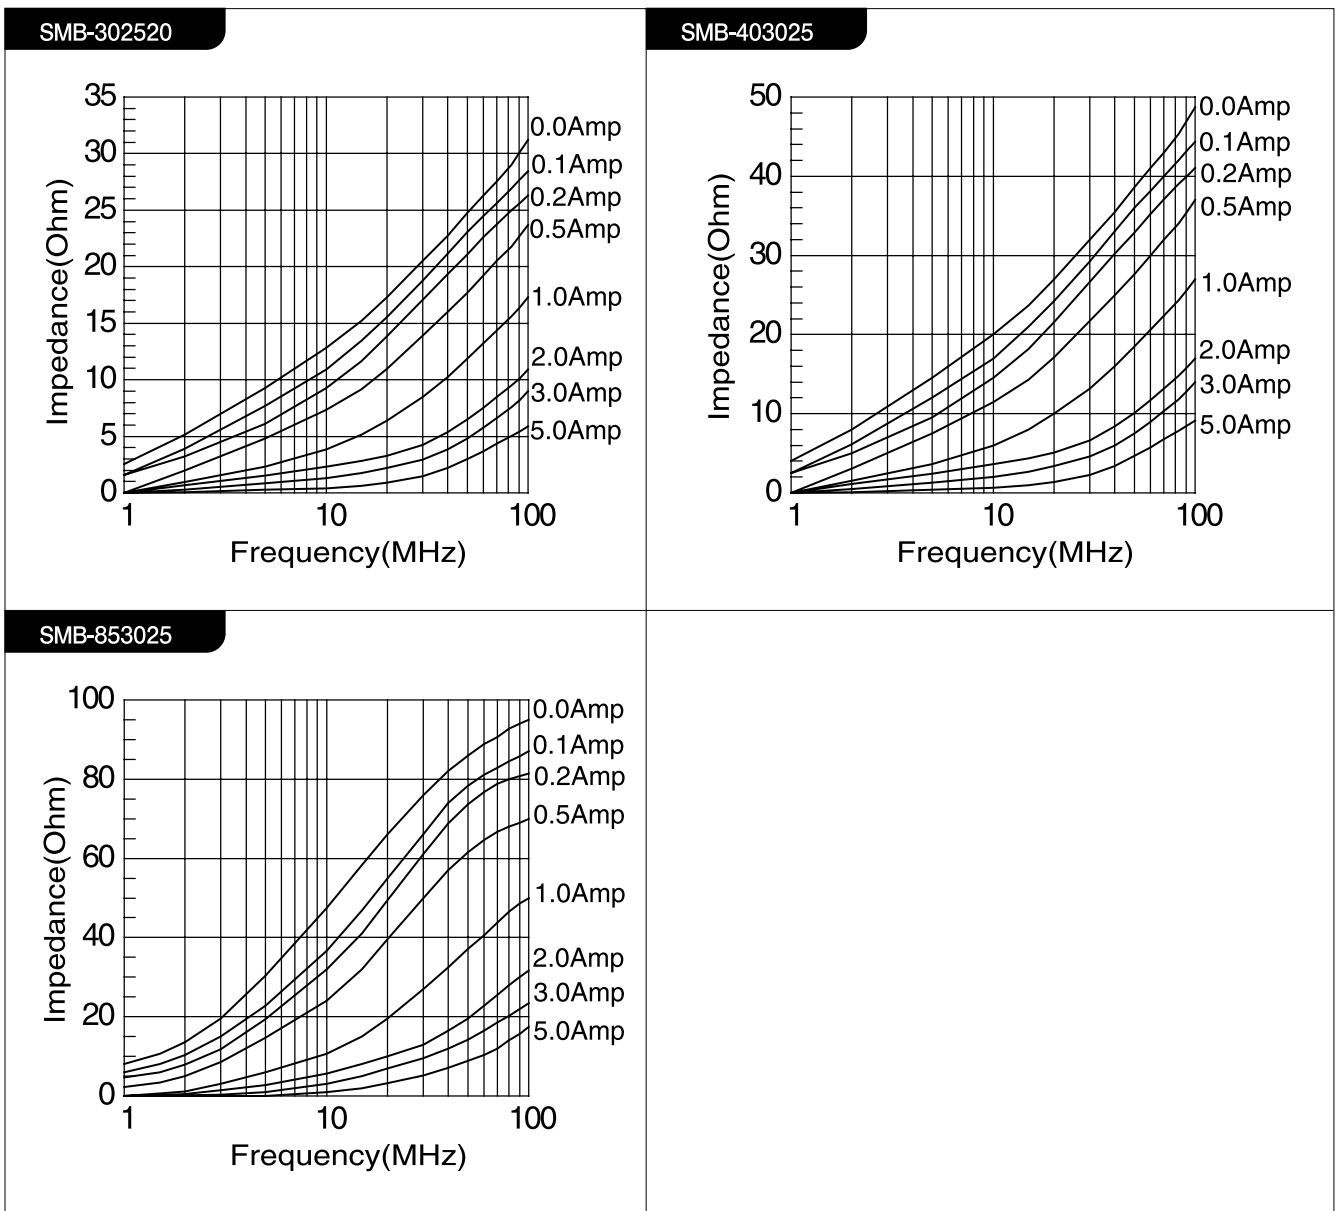 SMB-302520
35
30
25
20
15
10
5
0
Impedance(Ohm)
0.0Amp
0.1Amp
0.2Amp
0.5Amp
1.0Amp
2.0Amp
3.0Amp
5.0Amp
1 10 100
Frequency(MHz)
SMB-403025
50
40
30
20
10
0
Impedance(Ohm)
0.0Amp
0.1Amp
0.2Amp
0.5Amp
1.0Amp
2.0Amp
3.0Amp
5.0Amp
1 10 100
Frequency(MHz)
SMB-853025
100
80
60
40
20
0
Impedance(Ohm)
0.0Amp
0.1Amp
0.2Amp
0.5Amp
1.0Amp
2.0Amp
3.0Amp
5.0Amp
1 10 100
Frequency(MHz)